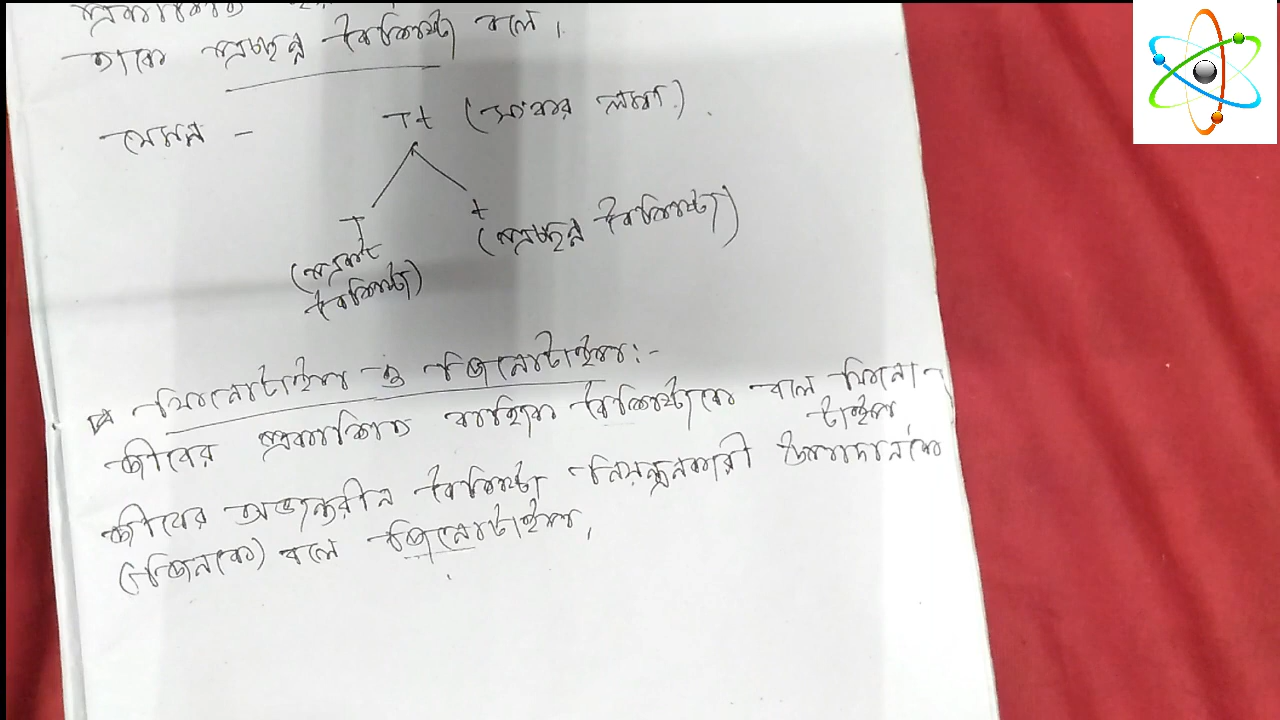 তাকে প্রচ্ছন্ন বৈশিষ্ট্য বলে।
যেমন - Tt (সংকর লম্বা)
T t
(প্রকট (প্রচ্ছন্ন বৈশিষ্ট্য)
বৈশিষ্ট্য)
ফিনোটাইপ ও জিনোটাইপ:-
জীবের প্রকাশিত বাহ্যিক বৈশিষ্ট্যকে বলে ফিনো-
টাইপ
জীবের অভ্যন্তরীন বৈশিষ্ট্য নিয়ন্ত্রনকারী উপাদানকে
(জিনকে) বলে জিনোটাইপ,